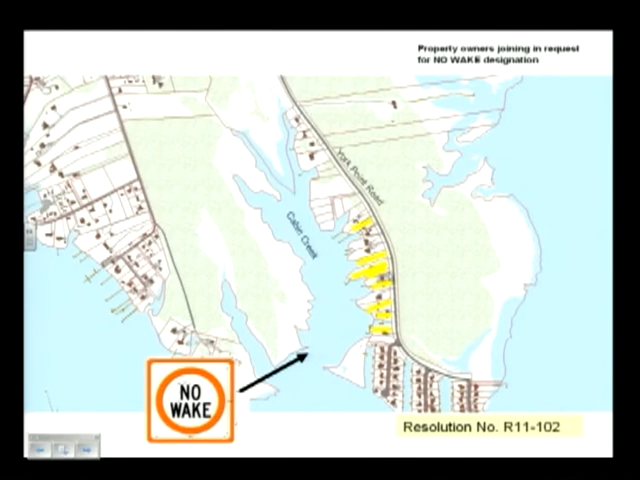 Property owners joining in request
for NO WAKE designation
York Point Road
Cabin Creek
NO
WAKE
Resolution No. R11-102